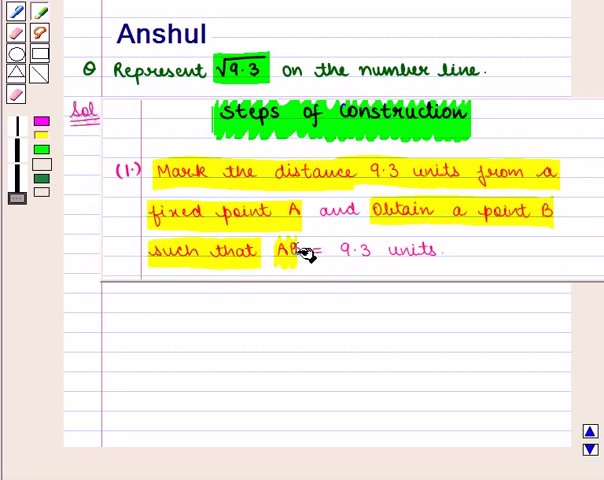 Anshul
Q Represent √9.3 on the number line.
Sol
Steps of Construction
(1.) Mark the distance 9.3 units from a
fixed point A and Obtain a point B
such that AB = 9.3 units.